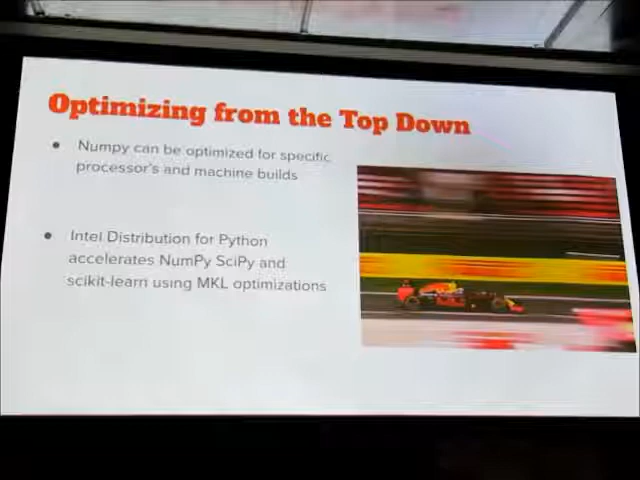 Optimizing from the Top Down
Numpy can be optimized for specific
processor's and machine builds
Intel Distribution for Python
accelerates NumPy SciPy and
scikit-learn using MKL optimizations